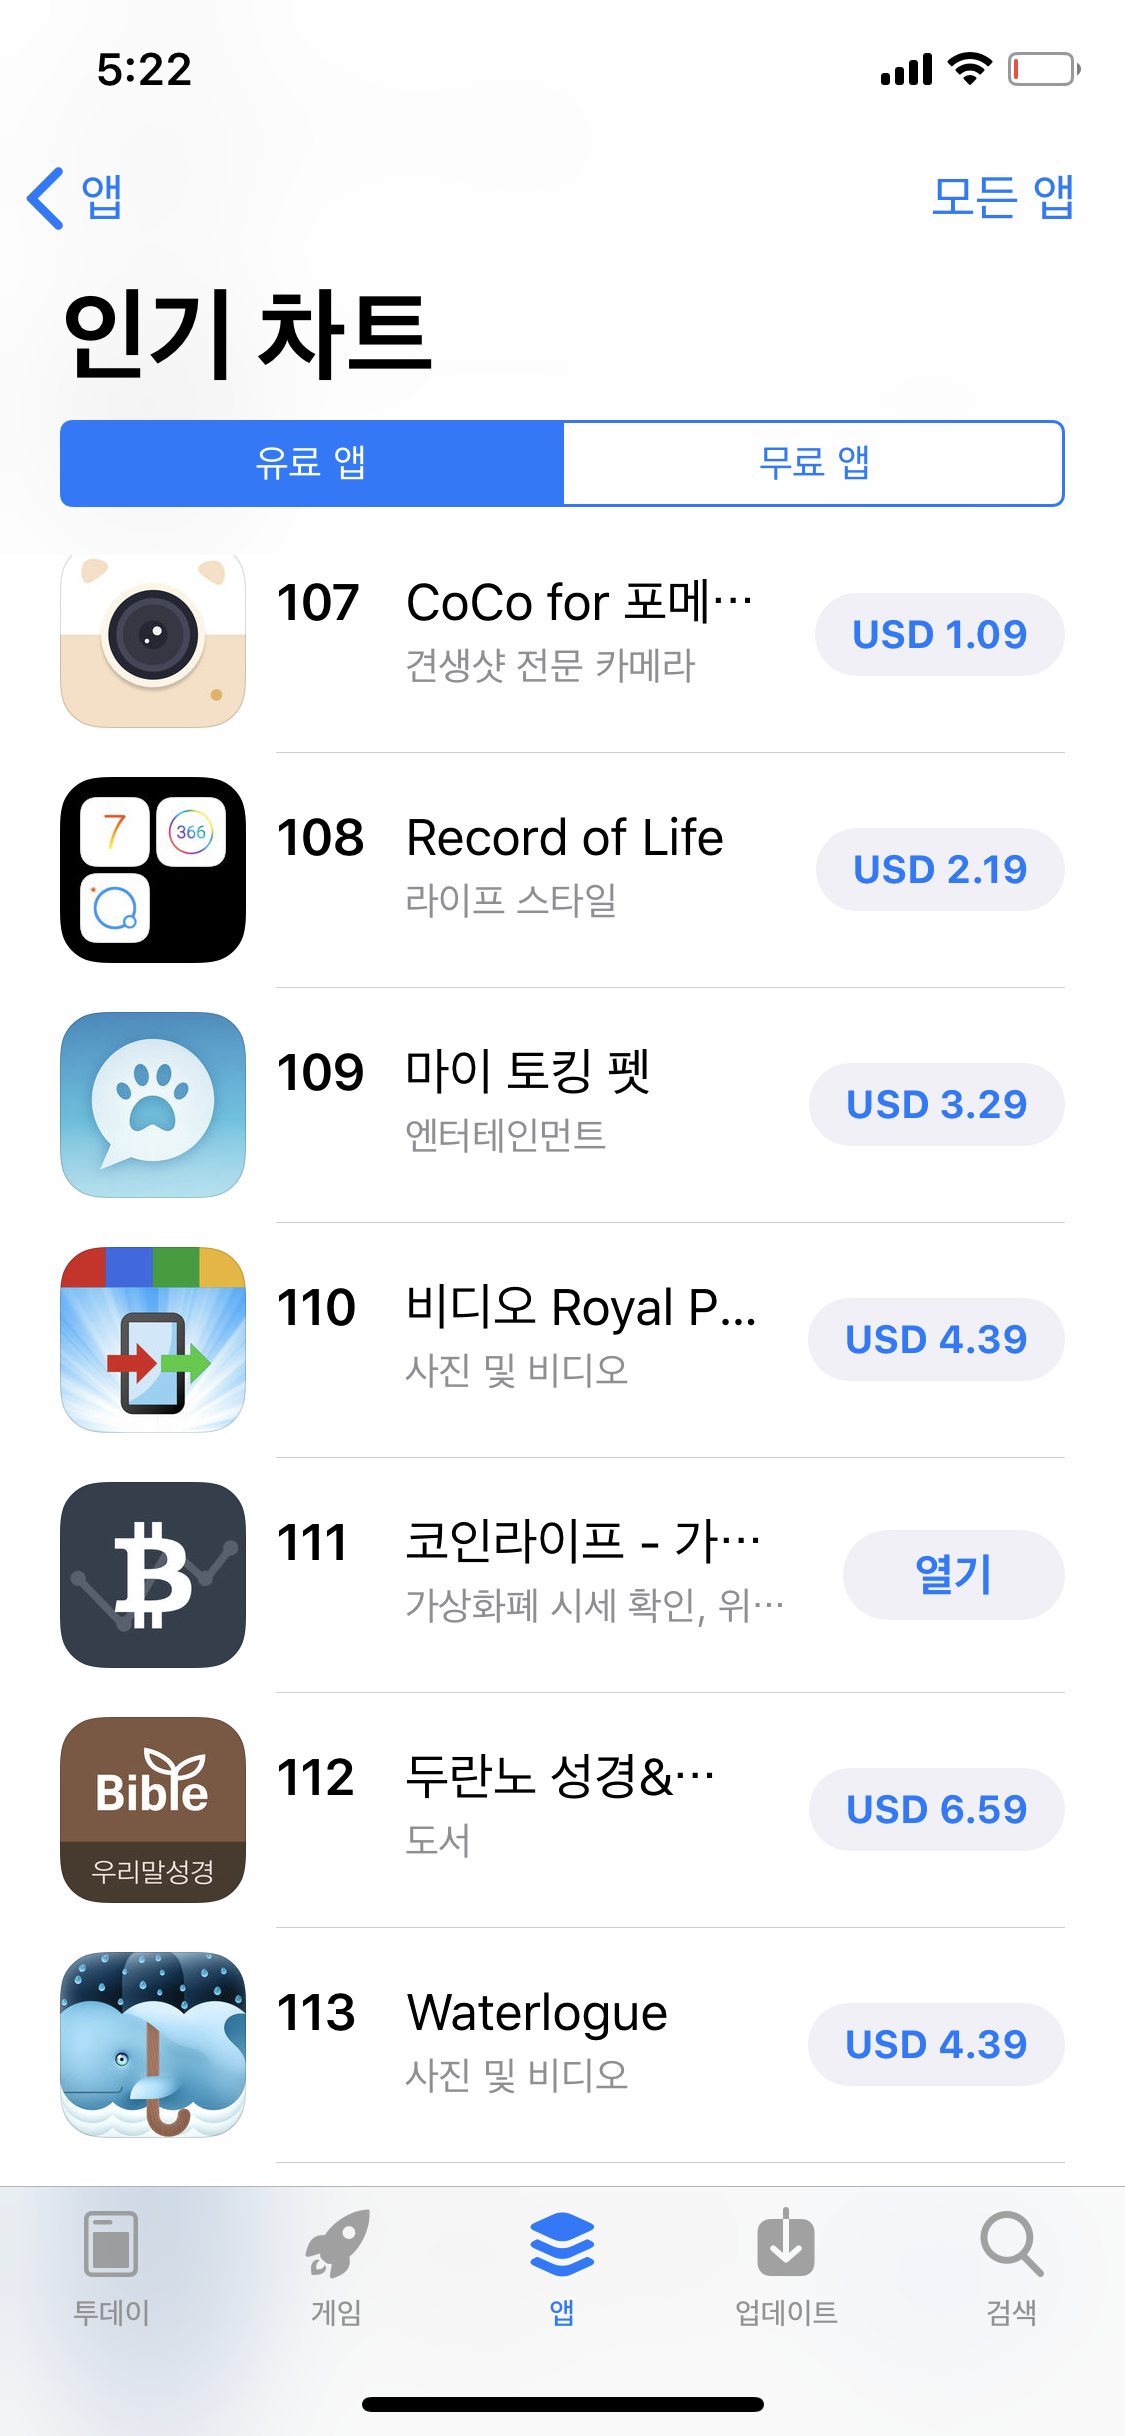 5:22
앱
모든 앱
인기 차트
유료 앱
무료 앱
107 CoCo for 포메…
견생샷 전문 카메라
USD 1.09
7
366
108 Record of Life
라이프 스타일
USD 2.19
109 마이 토킹 펫
엔터테인먼트
USD 3.29
110 비디오 Royal P...
사진 및 비디오
USD 4.39
111 코인라이프 - 가…
가상화폐 시세 확인, 위…
열기
Bible
우리말성경
112 두란노 성경&…
도서
USD 6.59
113 Waterlogue
사진 및 비디오
USD 4.39
투데이
게임
앱
업데이트
검색